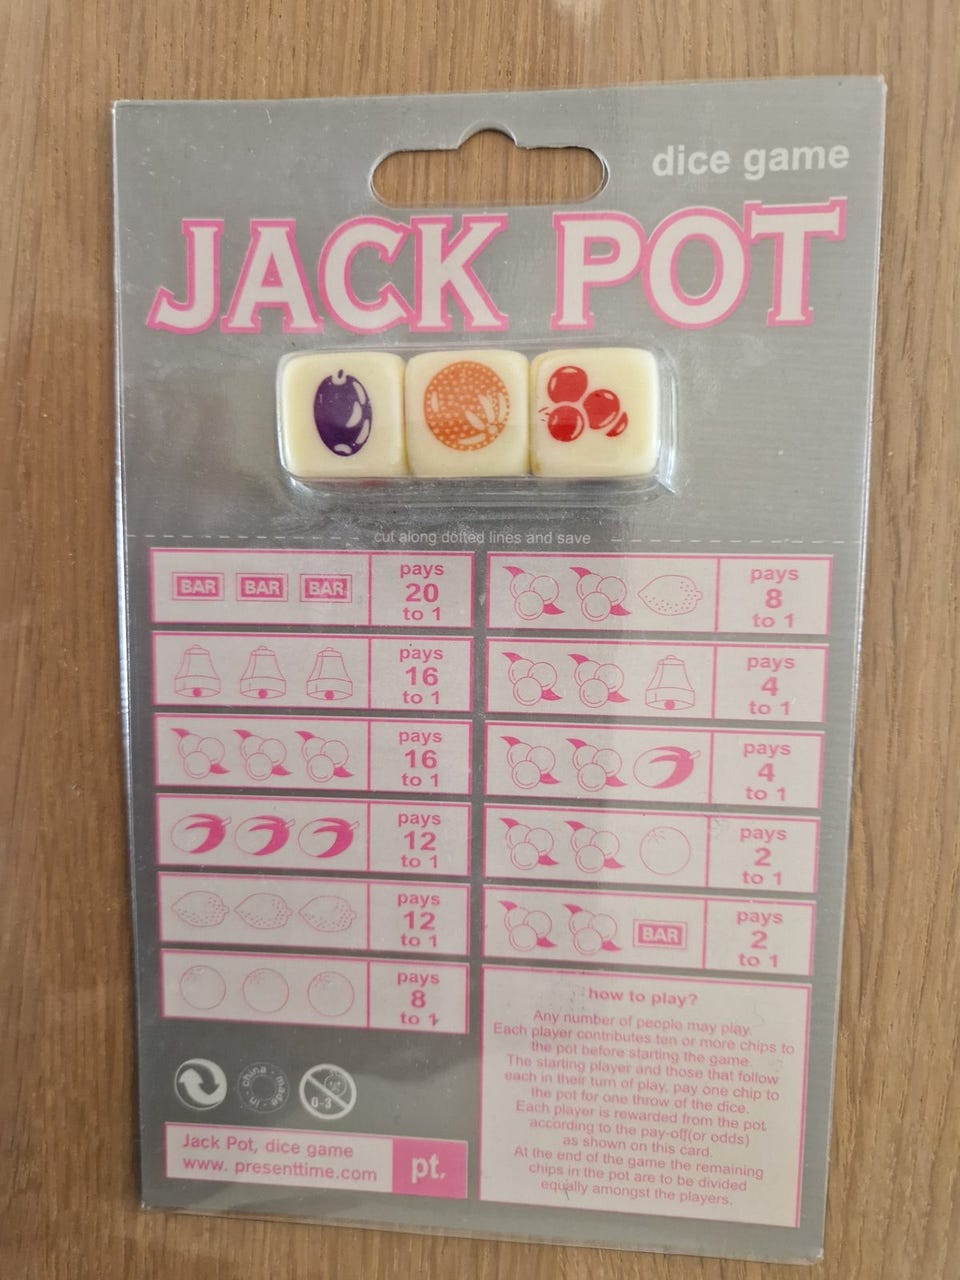 dice game
JACK POT
cut along dotted lines and save
BAR BAR BAR
pays
20
to 1
pays
16
to 1
pays
16
to 1
pays
12
to 1
pays
12
to 1
pays
8
to 1
pays
8
to 1
pays
4
to 1
pays
4
to 1
pays
2
to 1
BAR
pays
2
to 1
how to play?
Any number of people may play.
Each player contributes ten or more chips to
the pot before starting the game.
The starting player and those that follow
each in their turn of play, pay one chip to
the pot for one throw of the dice.
Each player is rewarded from the pot
according to the pay-off(or odds)
as shown on this card.
At the end of the game the remaining
chips in the pot are to be divided
equally amongst the players.
china - made - in -
0-3
Jack Pot, dice game
www. presenttime.com
pt.